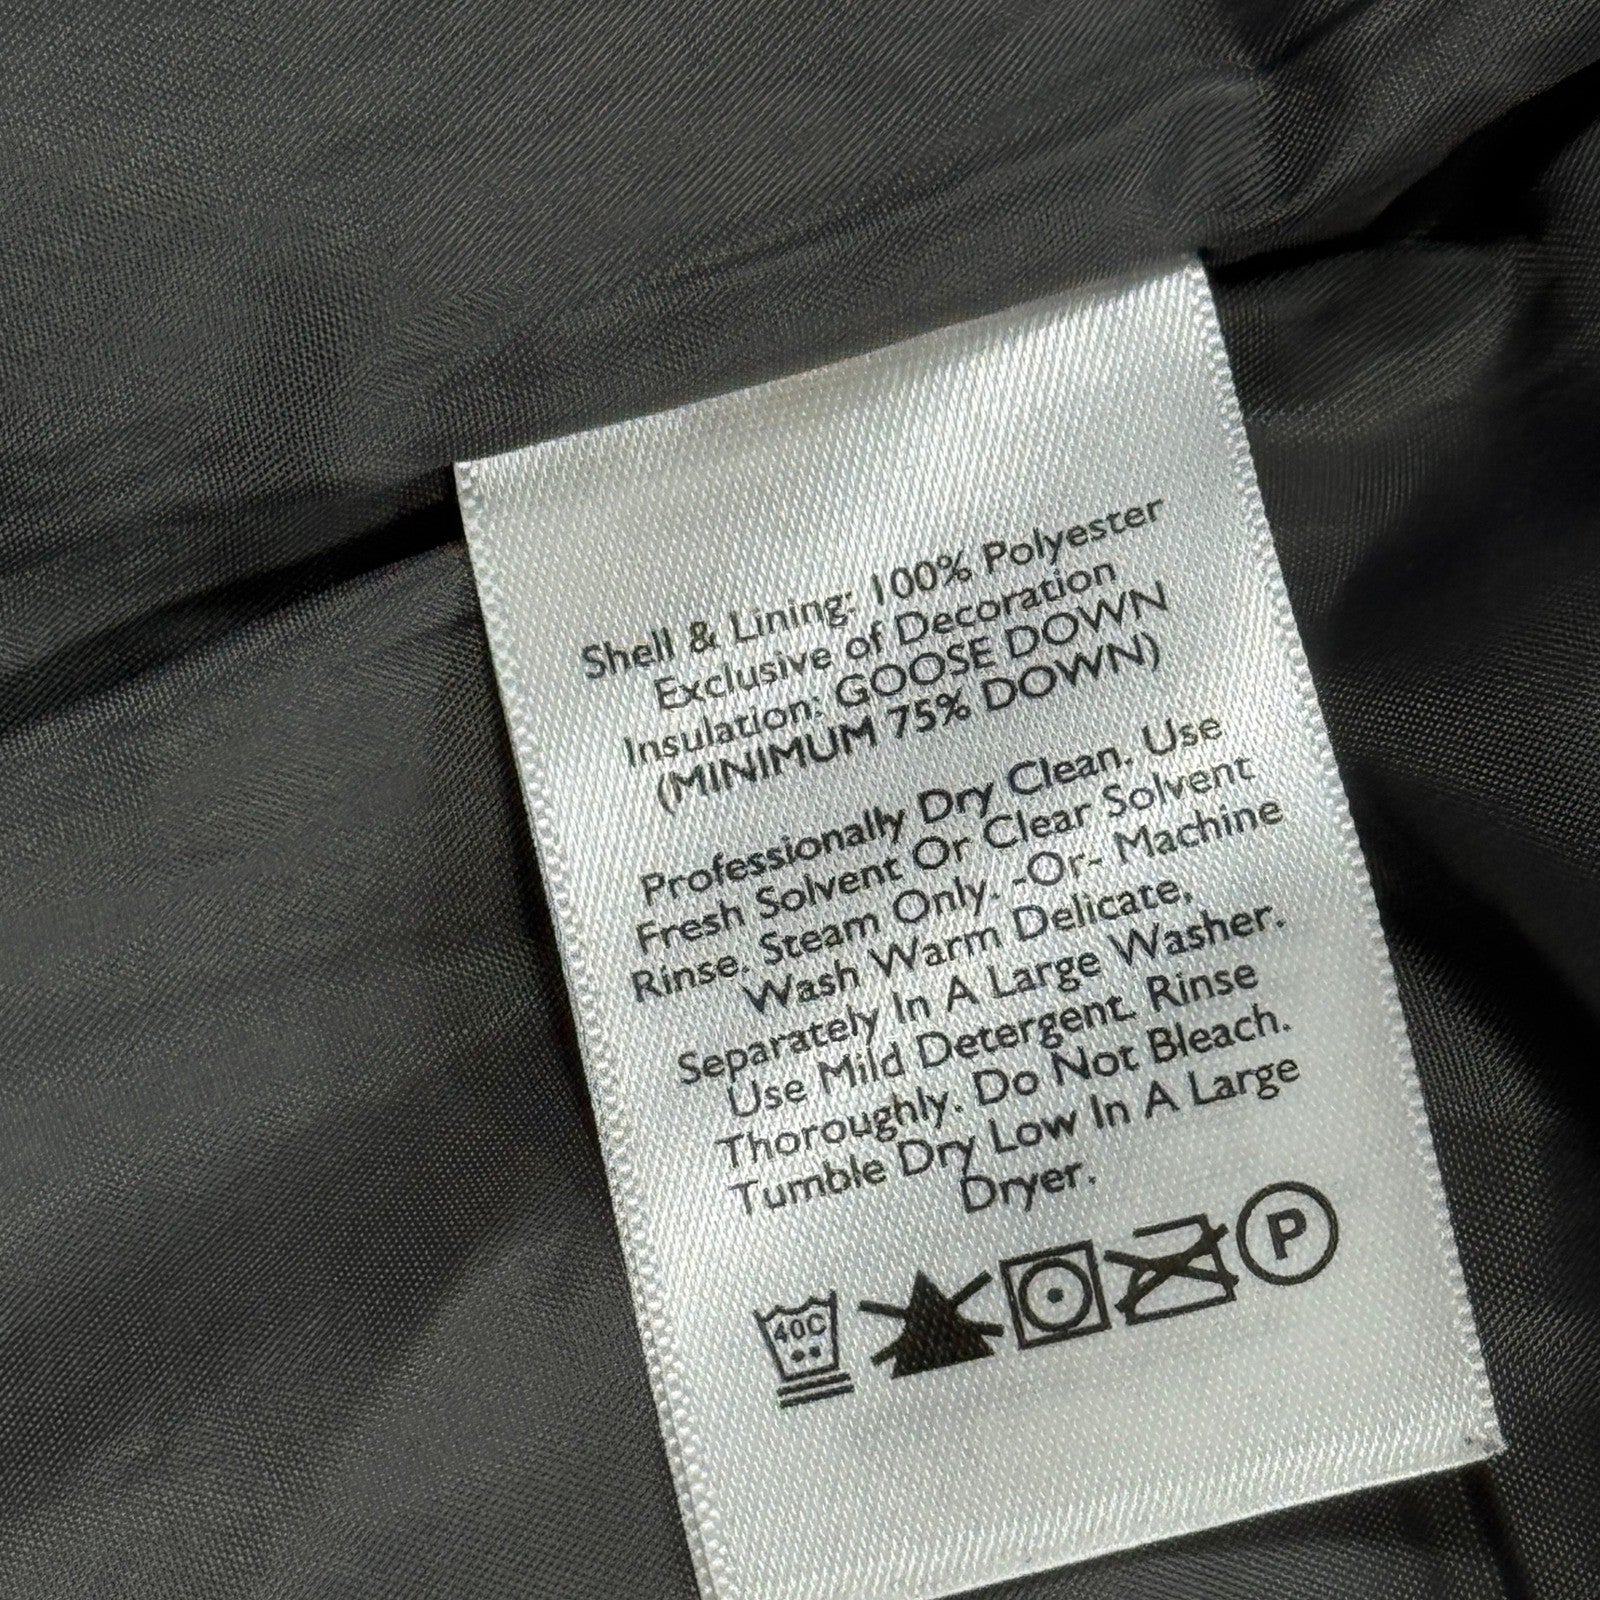 Shell & Lining: 100% Polyester
Exclusive of Decoration
Insulation: GOOSE DOWN
(MINIMUM 75% DOWN)
Professionally Dry Clean. Use
Fresh Solvent Or Clear Solvent
Rinse. Steam Only. -Or- Machine
Wash Warm Delicate,
Separately In A Large Washer.
Use Mild Detergent. Rinse
Thoroughly. Do Not Bleach.
Tumble Dry Low In A Large
Dryer.
40C P